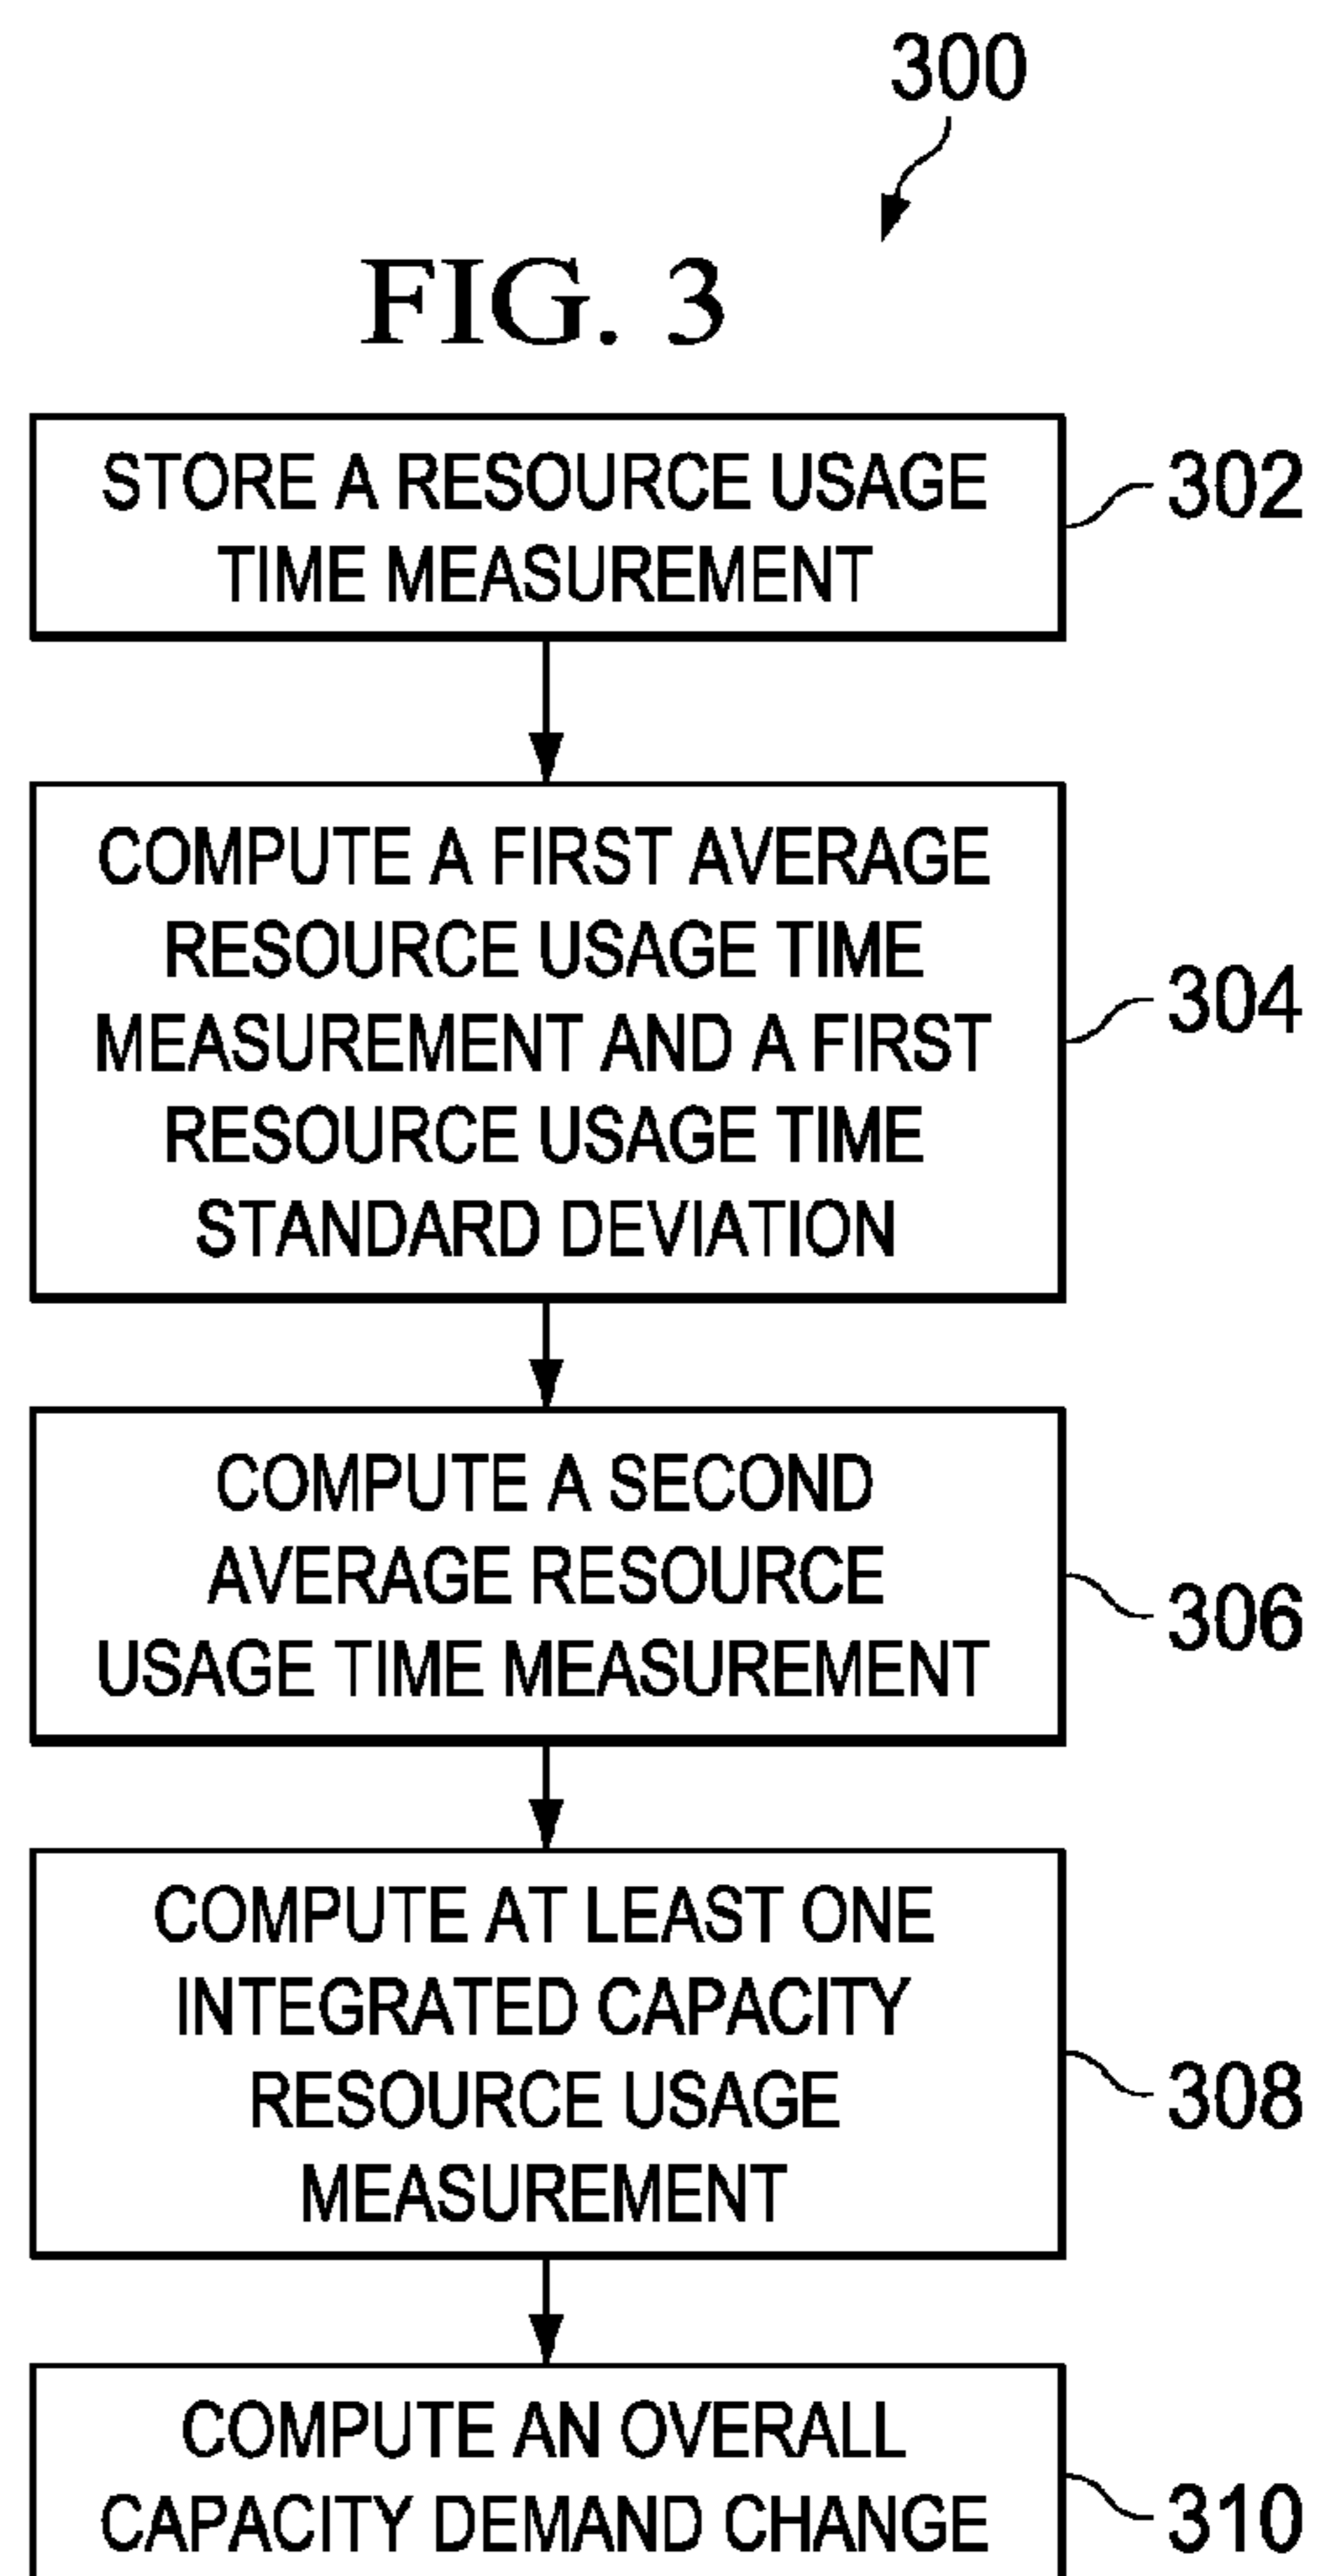 300
FIG. 3
STORE A RESOURCE USAGE
TIME MEASUREMENT
302
COMPUTE A FIRST AVERAGE
RESOURCE USAGE TIME
MEASUREMENT AND A FIRST
RESOURCE USAGE TIME
STANDARD DEVIATION
304
COMPUTE A SECOND
AVERAGE RESOURCE
USAGE TIME MEASUREMENT
306
COMPUTE AT LEAST ONE
INTEGRATED CAPACITY
RESOURCE USAGE
MEASUREMENT
308
COMPUTE AN OVERALL
CAPACITY DEMAND CHANGE
310